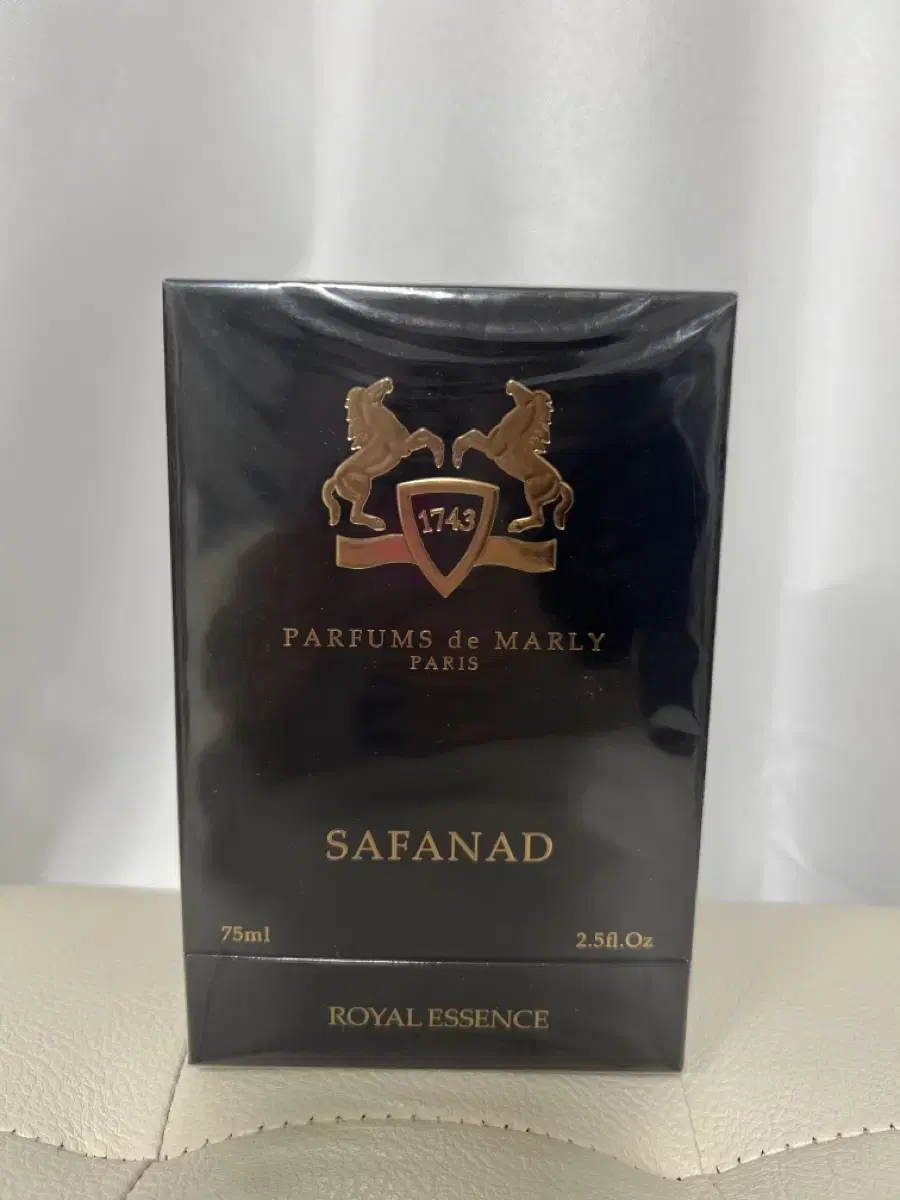 1743
PARFUMS de MARLY
PARIS
SAFANAD
75ml 2.5fl.Oz
ROYAL ESSENCE